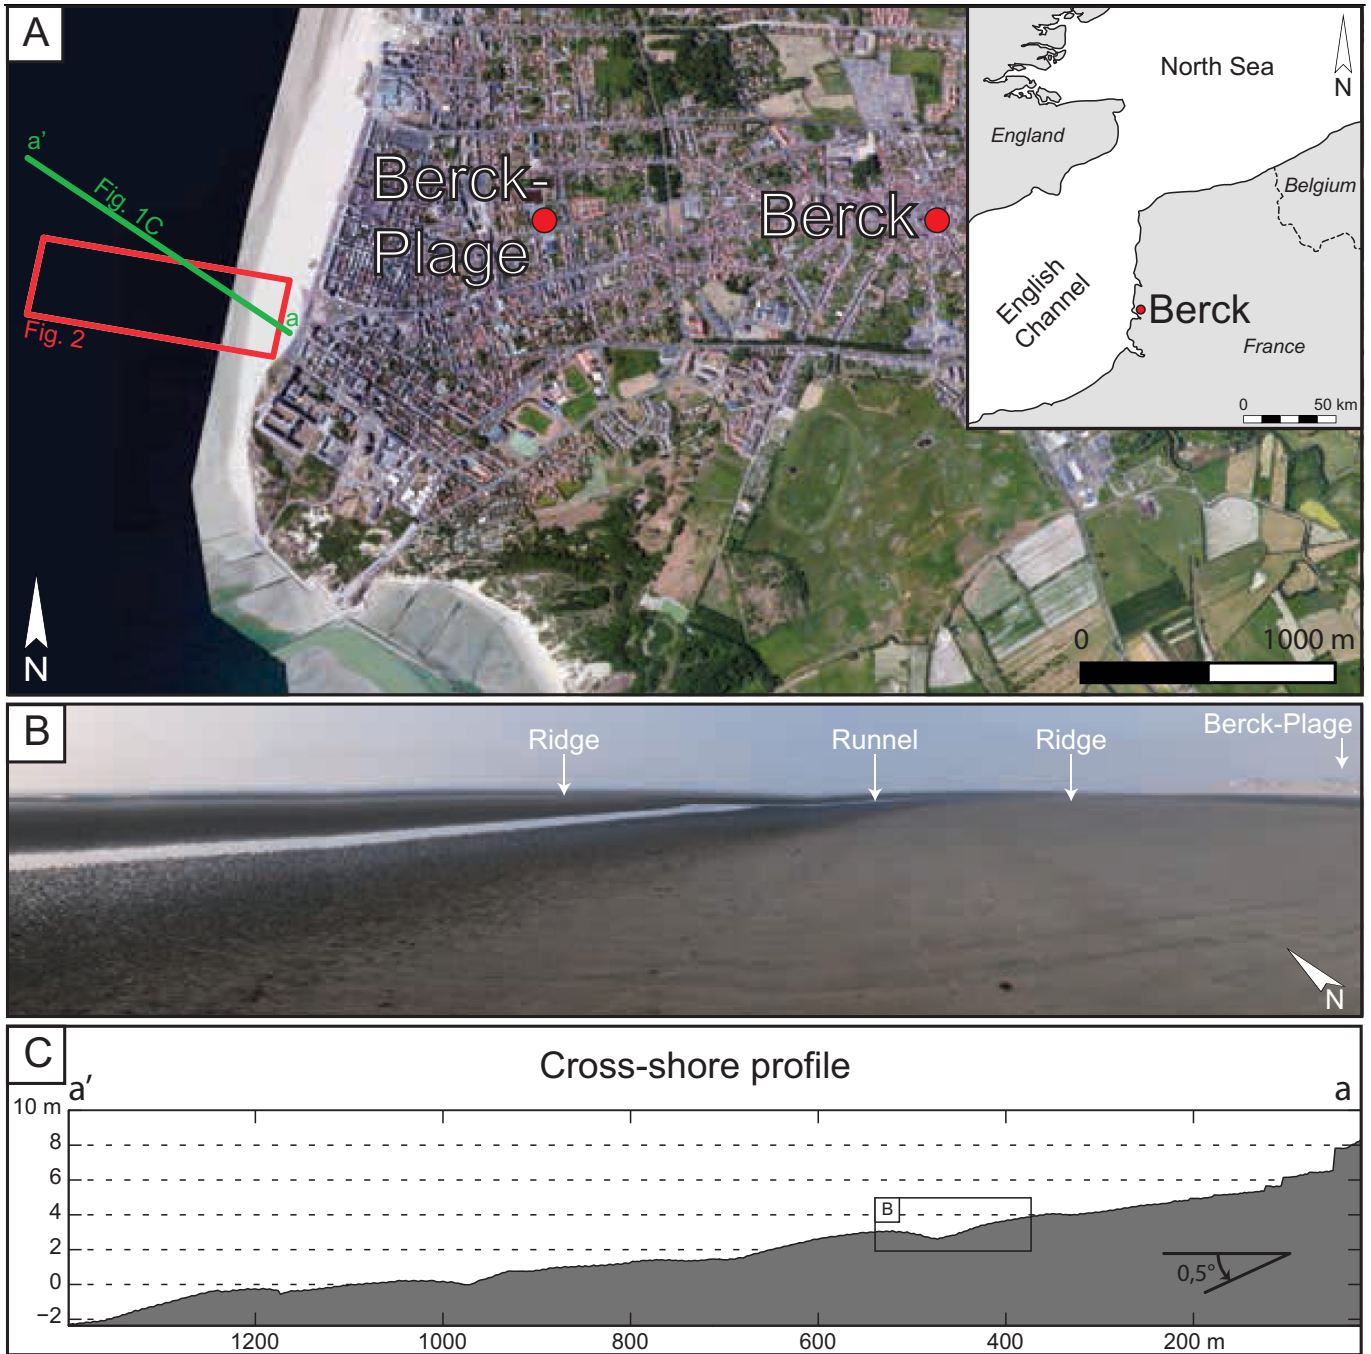 A
North Sea
N
England
Belgium
English
Channel
Berck
France
0 50 km
a'
Fig. 1C
a
Fig. 2
Berck-
Plage
Berck
N
0 1000 m
B
Ridge
Runnel
Ridge
Berck-Plage
N
C
Cross-shore profile
a'
a
10 m
8
6
4
2
0
−2
B
0,5°
1200
1000
800
600
400
200 m